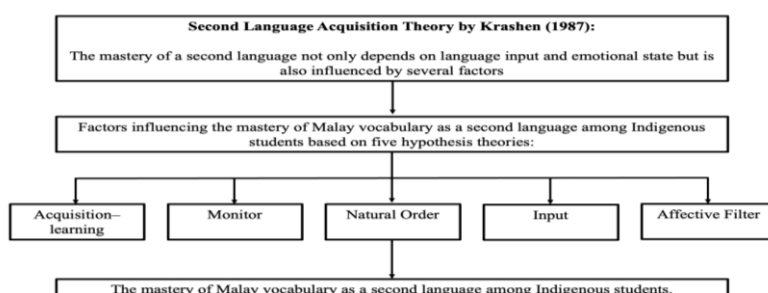 Second Language Acquisition Theory by Krashen (1987):
The mastery of a second language not only depends on language input and emotional state but is
also influenced by several factors
Factors influencing the mastery of Malay vocabulary as a second language among Indigenous
students based on five hypothesis theories:
Acquisition–
learning
Monitor
Natural Order
Input
Affective Filter
The mastery of Malay vocabulary as a second language among Indigenous students.